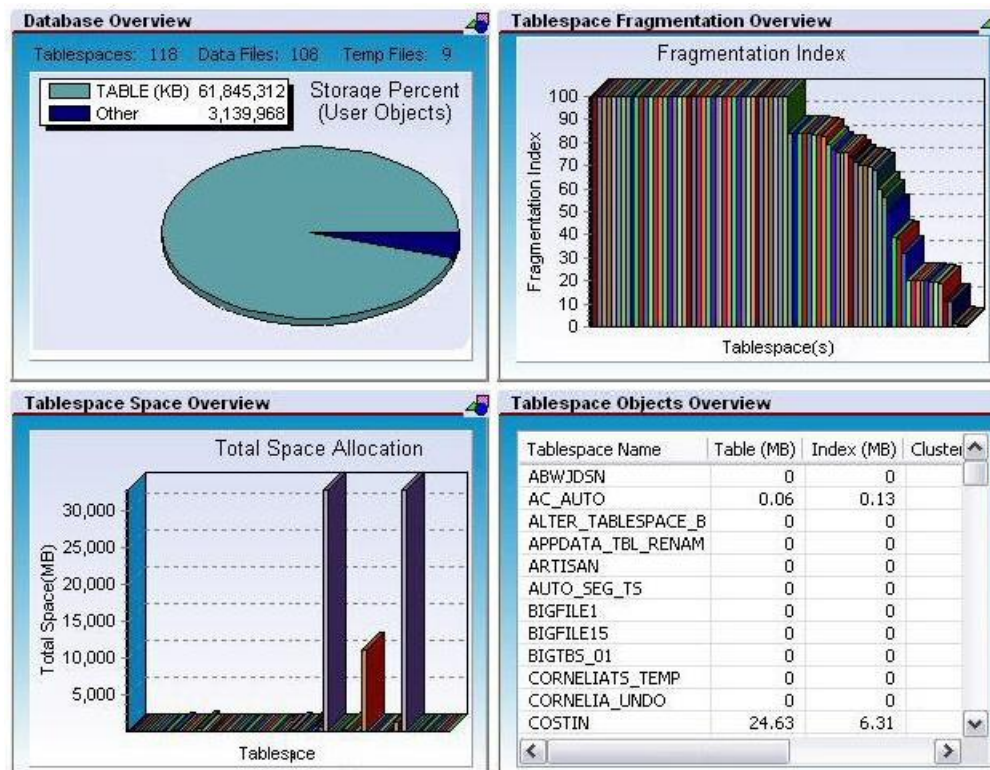 Database Overview
Tablespaces: 118 Data Files: 108 Temp Files: 9
TABLE (KB) 61,845,312
Other 3,139,968
Storage Percent
(User Objects)
Tablespace Fragmentation Overview
Fragmentation Index
Fragmentation Index
100
90
80
70
60
50
40
30
20
10
0
Tablespace(s)
Tablespace Space Overview
Total Space Allocation
Total Space(MB)
30,000
25,000
20,000
15,000
10,000
5,000
Tablespace
Tablespace Objects Overview
Tablespace Name Table (MB) Index (MB) Cluster
ABWJDSN 0 0
AC_AUTO 0.06 0.13
ALTER_TABLESPACE_B 0 0
APPDATA_TBL_RENAM 0 0
ARTISAN 0 0
AUTO_SEG_TS 0 0
BIGFILE1 0 0
BIGFILE15 0 0
BIGTBS_01 0 0
CORNELIATS_TEMP 0 0
CORNELIA_UNDO 0 0
COSTIN 24.63 6.31